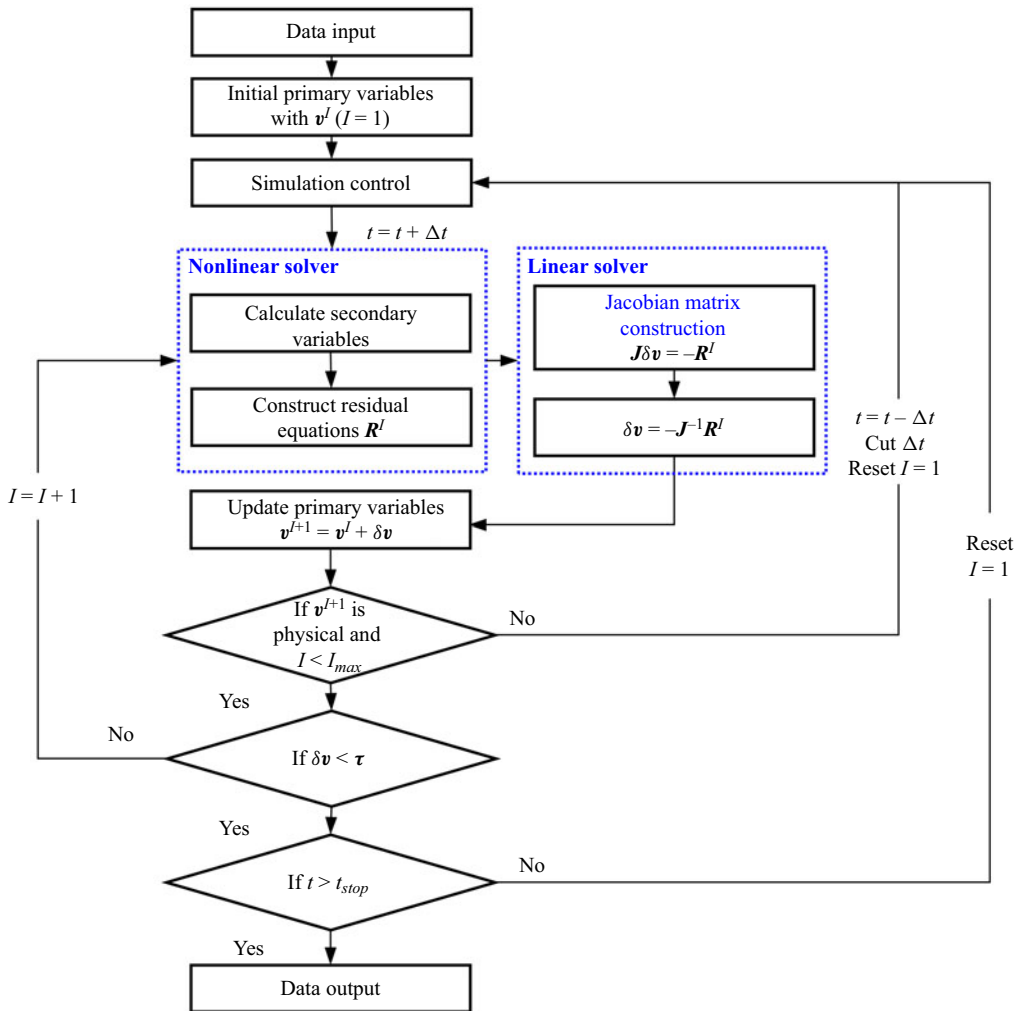 Data input
Initial primary variables
with v^I (I = 1)
Simulation control
t = t + Δt
Nonlinear solver
Calculate secondary
variables
Construct residual
equations R^I
Linear solver
Jacobian matrix
construction
Jδv = –R^I
δv = –J^–1 R^I
I = I + 1
t = t – Δt
Cut Δt
Reset I = 1
Update primary variables
v^I+1 = v^I + δv
Reset
I = 1
If v^I+1 is
physical and
I < I_max
No
Yes
No
If δv < τ
Yes
No
If t > t_stop
Yes
Data output